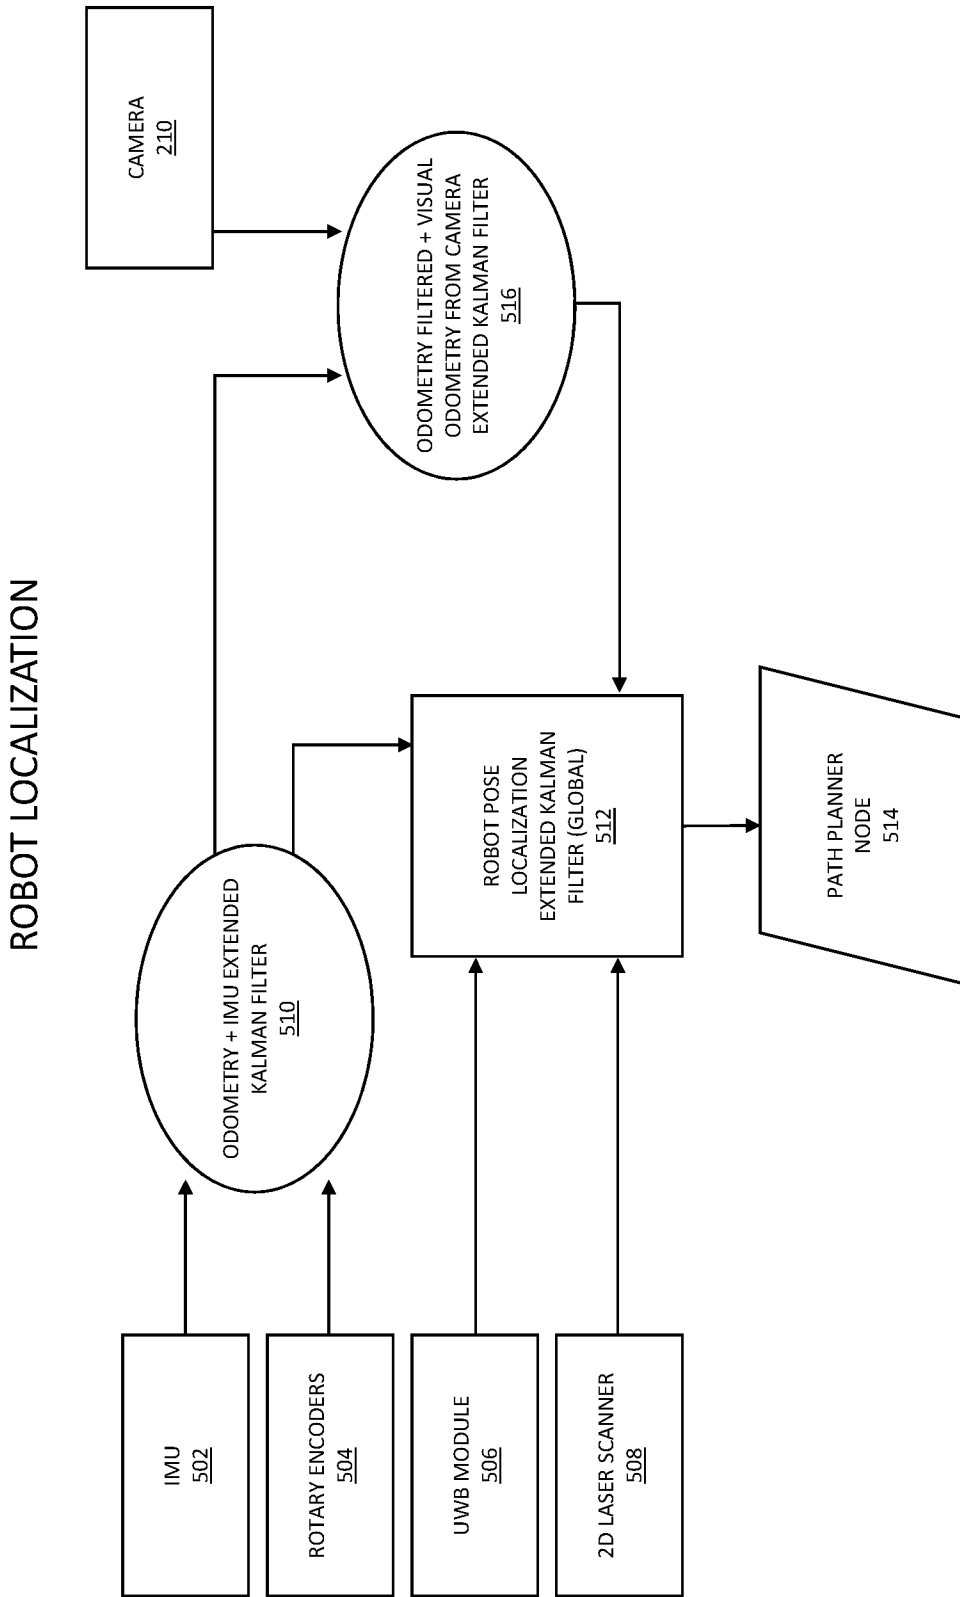 ROBOT LOCALIZATION
IMU
502
ROTARY ENCODERS
504
UWB MODULE
506
2D LASER SCANNER
508
ODOMETRY + IMU EXTENDED
KALMAN FILTER
510
ROBOT POSE
LOCALIZATION
EXTENDED KALMAN
FILTER (GLOBAL)
512
PATH PLANNER
NODE
514
CAMERA
210
ODOMETRY FILTERED + VISUAL
ODOMETRY FROM CAMERA
EXTENDED KALMAN FILTER
516